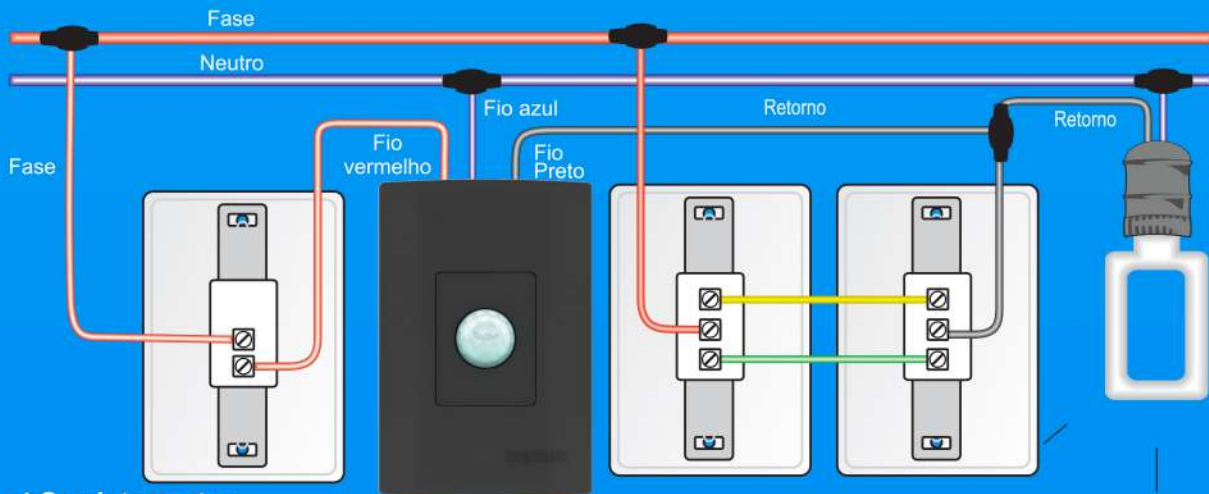 Fase
Neutro
Fio azul
Retorno
Retorno
Fio
vermelho
Fio
Preto
Fase